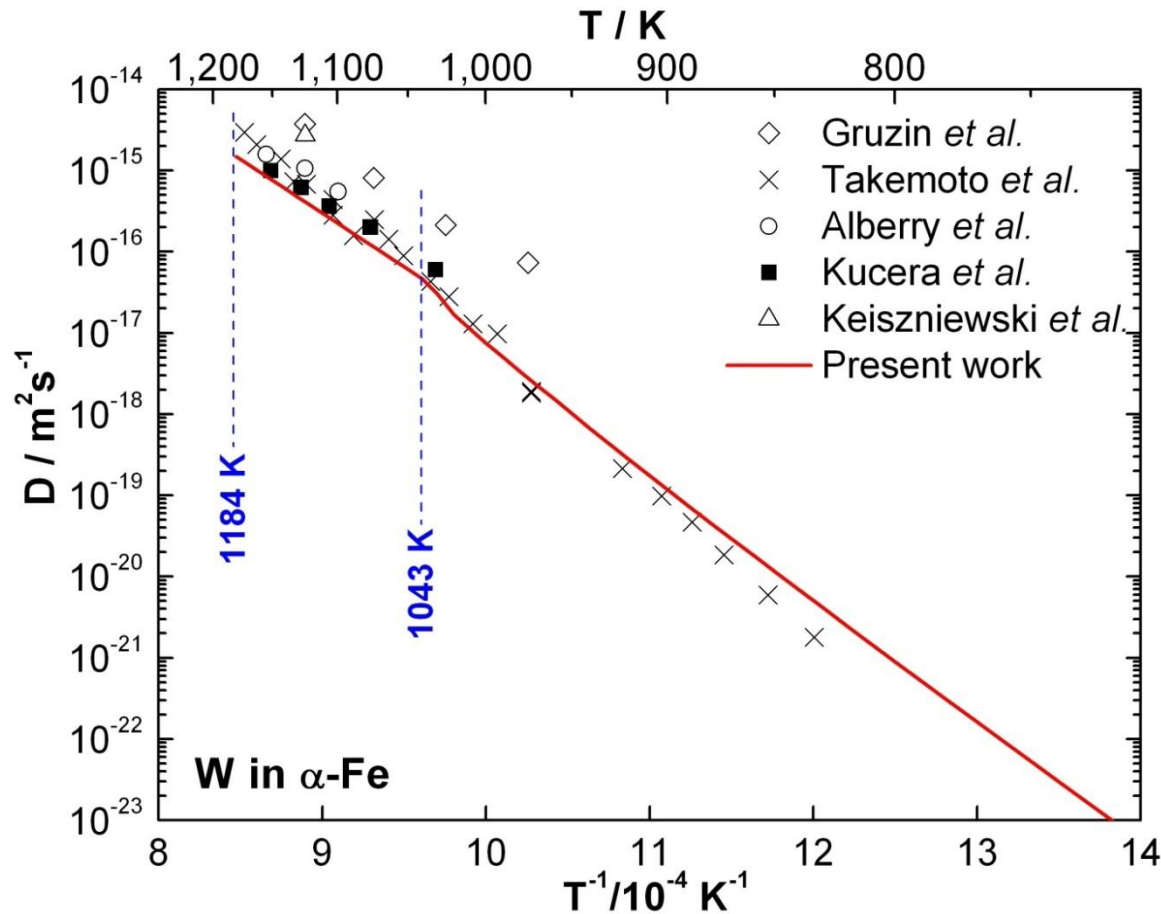 T / K
1,200 1,100 1,000 900 800
10⁻¹⁴
10⁻¹⁵
10⁻¹⁶
10⁻¹⁷
10⁻¹⁸
10⁻¹⁹
10⁻²⁰
10⁻²¹
10⁻²²
10⁻²³
D / m²s⁻¹
Gruzin et al.
Takemoto et al.
Alberry et al.
Kucera et al.
Keiszniewski et al.
Present work
1184 K
1043 K
W in α-Fe
8 9 10 11 12 13 14
T⁻¹/10⁻⁴ K⁻¹